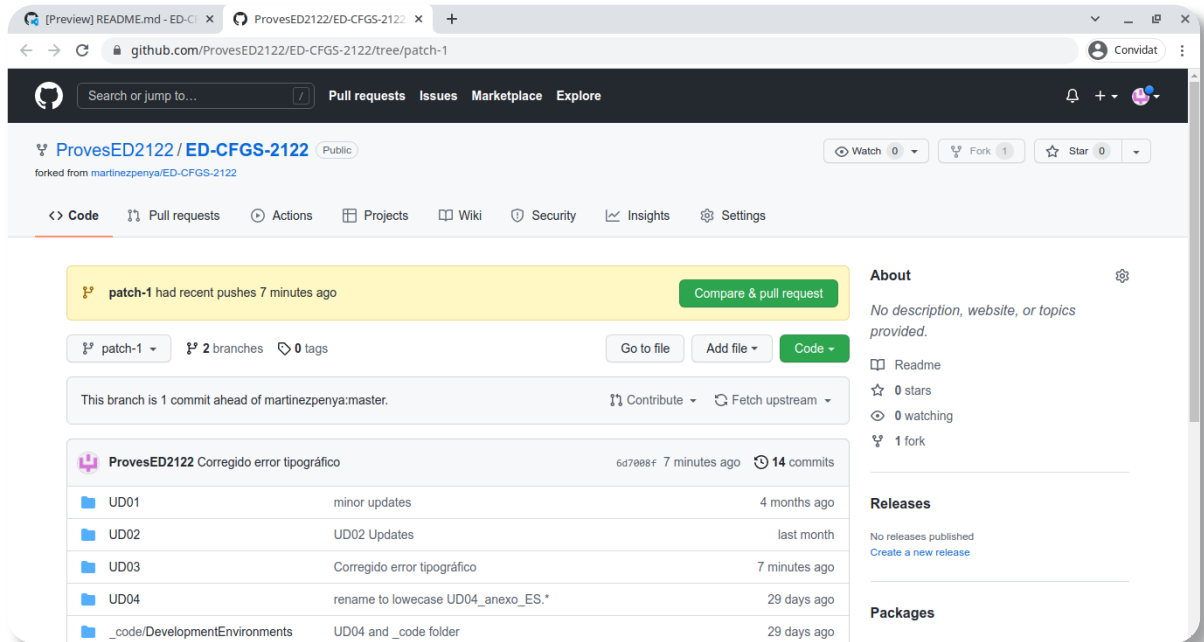 [Preview] README.md - ED-C
ProvesED2122/ED-CFGS-2122
github.com/ProvesED2122/ED-CFGS-2122/tree/patch-1
Convidat
Search or jump to...
/
Pull requests Issues Marketplace Explore
ProvesED2122 / ED-CFGS-2122 Public
Watch 0
Fork 1
Star 0
forked from martinezpenya/ED-CFGS-2122
<> Code Pull requests Actions Projects Wiki Security Insights Settings
patch-1 had recent pushes 7 minutes ago
Compare & pull request
patch-1 2 branches 0 tags
Go to file Add file Code
This branch is 1 commit ahead of martinezpenya:master.
Contribute Fetch upstream
ProvesED2122 Corregido error tipográfico 6d7008f 7 minutes ago 14 commits
UD01 minor updates 4 months ago
UD02 UD02 Updates last month
UD03 Corregido error tipográfico 7 minutes ago
UD04 rename to lowecase UD04_anexo_ES.* 29 days ago
_code/DevelopmentEnvironments UD04 and _code folder 29 days ago
About
No description, website, or topics
provided.
Readme
0 stars
0 watching
1 fork
Releases
No releases published
Create a new release
Packages